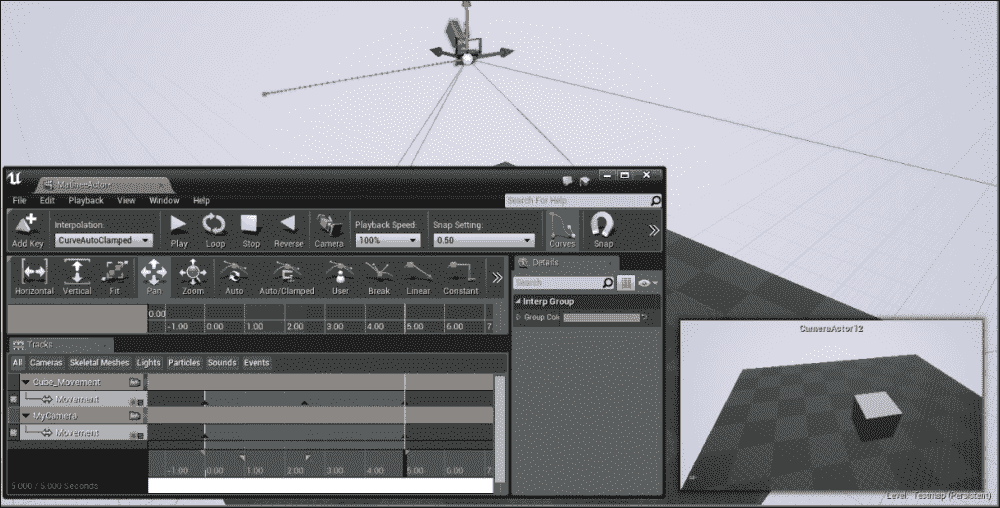 MatineeActor*
File Edit Playback View Window Help
Search For Help
Add Key
Interpolation:
CurveAutoClamped
Play Loop Stop Reverse Camera
Playback Speed:
100%
Snap Setting:
0.50
Curves Snap
Horizontal Vertical Fit Pan Zoom Auto Auto/Clamped User Break Linear Constant
Details
Search
Interp Group
Group Col
0.00
-1.00 0.00 1.00 2.00 3.00 4.00 5.00 6.00 7.
Tracks
All Cameras Skeletal Meshes Lights Particles Sounds Events
Cube_Movement
Movement
MyCamera
Movement
-1.00 0.00 1.00 2.00 3.00 4.00 5.00 6.00 7.
5.000 / 5.000 Seconds
CameraActor12
Level: Testmap (Persistent)